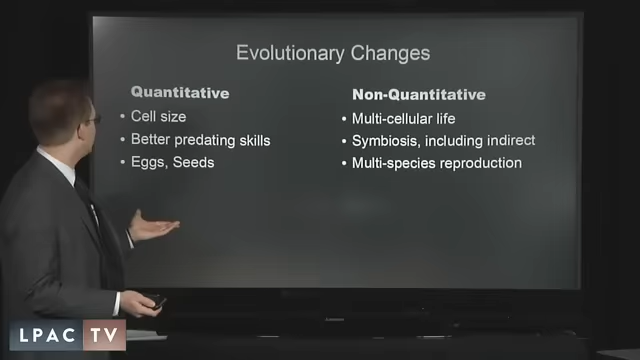 Evolutionary Changes
Quantitative
• Cell size
• Better predating skills
• Eggs, Seeds
Non-Quantitative
• Multi-cellular life
• Symbiosis, including indirect
• Multi-species reproduction
LPAC TV